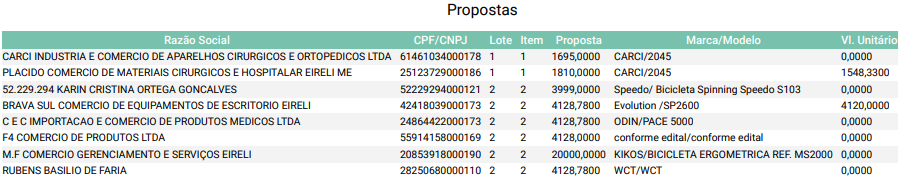 Propostas
Razão Social CPF/CNPJ Lote Item Proposta Marca/Modelo Vl. Unitário
CARCI INDUSTRIA E COMERCIO DE APARELHOS CIRURGICOS E ORTOPEDICOS LTDA 61461034000178 1 1 1695,0000 CARCI/2045 0,0000
PLACIDO COMERCIO DE MATERIAIS CIRURGICOS E HOSPITALAR EIRELI ME 25123729000186 1 1 1810,0000 CARCI/2045 1548,3300
52.229.294 KARIN CRISTINA ORTEGA GONCALVES 52229294000121 2 2 3999,0000 Speedo/ Bicicleta Spinning Speedo S103 0,0000
BRAVA SUL COMERCIO DE EQUIPAMENTOS DE ESCRITORIO EIRELI 42418039000173 2 2 4128,7800 Evolution /SP2600 4120,0000
C E C IMPORTACAO E COMERCIO DE PRODUTOS MEDICOS LTDA 24864422000173 2 2 4128,7800 ODIN/PACE 5000 0,0000
F4 COMERCIO DE PRODUTOS LTDA 55914158000169 2 2 4128,0000 conforme edital/conforme edital 0,0000
M.F COMERCIO GERENCIAMENTO E SERVIÇOS EIRELI 20853918000190 2 2 20000,0000 KIKOS/BICICLETA ERGOMETRICA REF. MS2000 0,0000
RUBENS BASILIO DE FARIA 28250680000110 2 2 4128,7800 WCT/WCT 0,0000